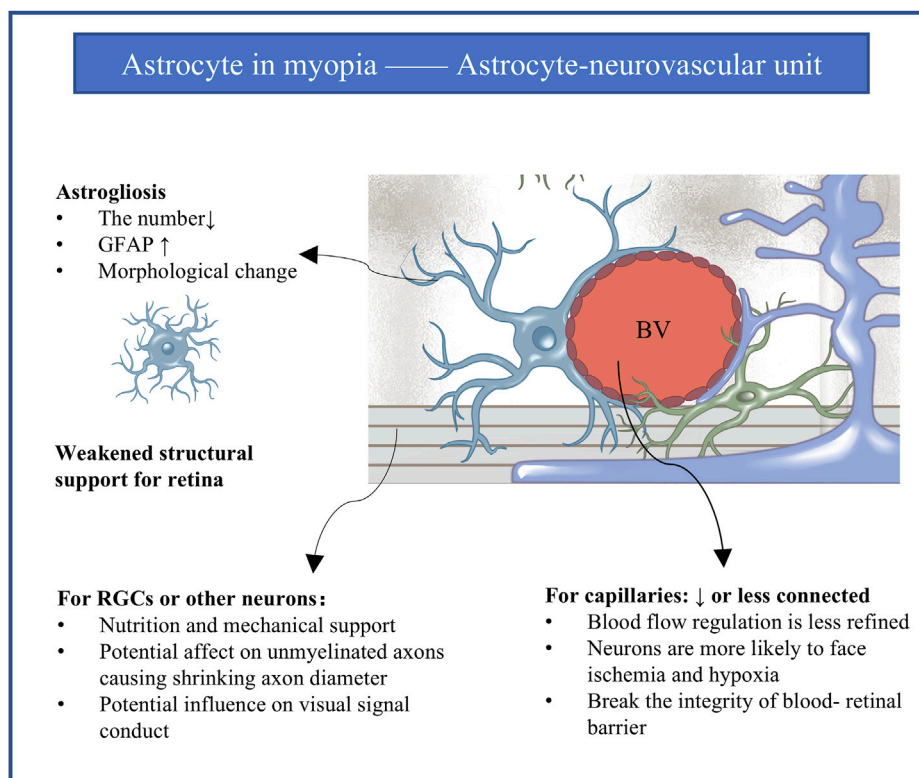 Astrocyte in myopia —— Astrocyte-neurovascular unit
Astrogliosis
• The number↓
• GFAP ↑
• Morphological change
BV
Weakened structural
support for retina
For RGCs or other neurons：
• Nutrition and mechanical support
• Potential affect on unmyelinated axons
causing shrinking axon diameter
• Potential influence on visual signal
conduct
For capillaries: ↓ or less connected
• Blood flow regulation is less refined
• Neurons are more likely to face
ischemia and hypoxia
• Break the integrity of blood- retinal
barrier